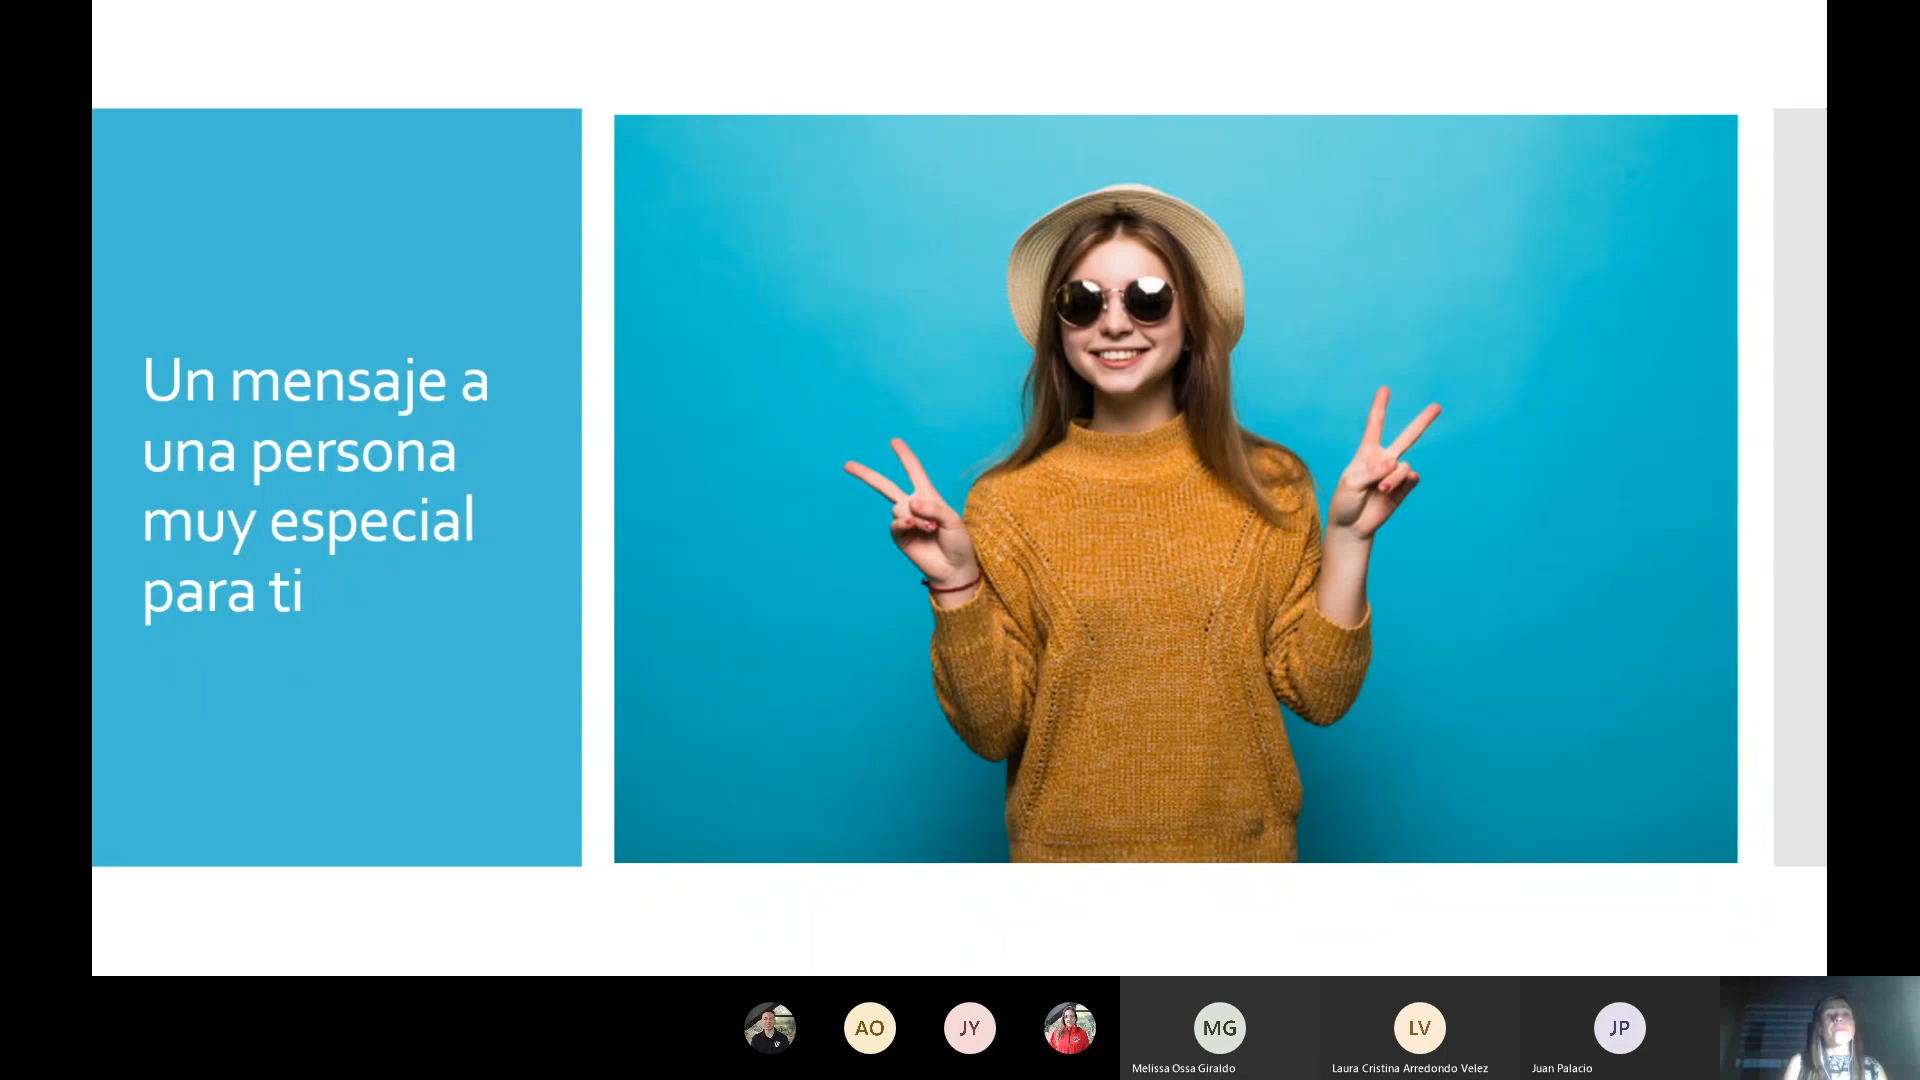 Un mensaje a
una persona
muy especial
para ti
AO
JY
MG
LV
JP
Melissa Ossa Giraldo
Laura Cristina Arredondo Velez
Juan Palacio